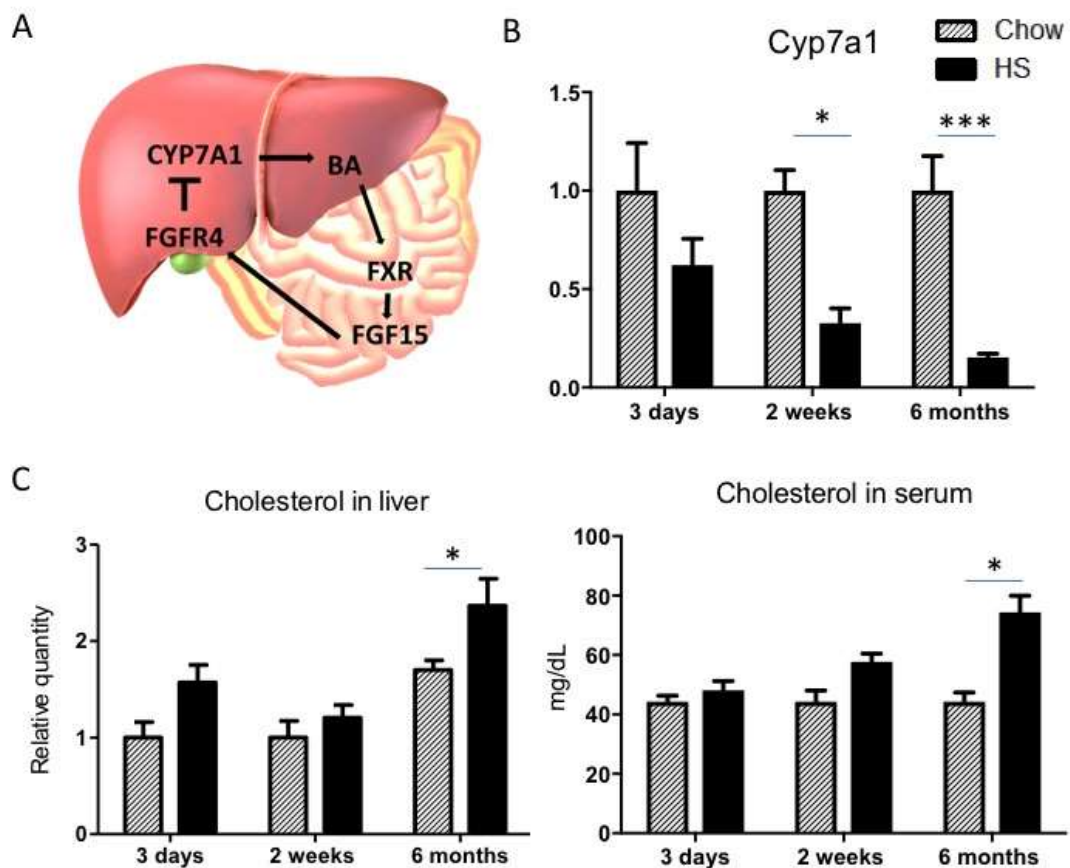 A
CYP7A1
BA
FGFR4
FXR
FGF15
B
Cyp7a1
Chow
HS
1.5
1.0
0.5
0.0
*
***
3 days
2 weeks
6 months
C
Cholesterol in liver
Relative quantity
3
2
1
0
*
3 days
2 weeks
6 months
Cholesterol in serum
mg/dL
100
80
60
40
20
0
*
3 days
2 weeks
6 months